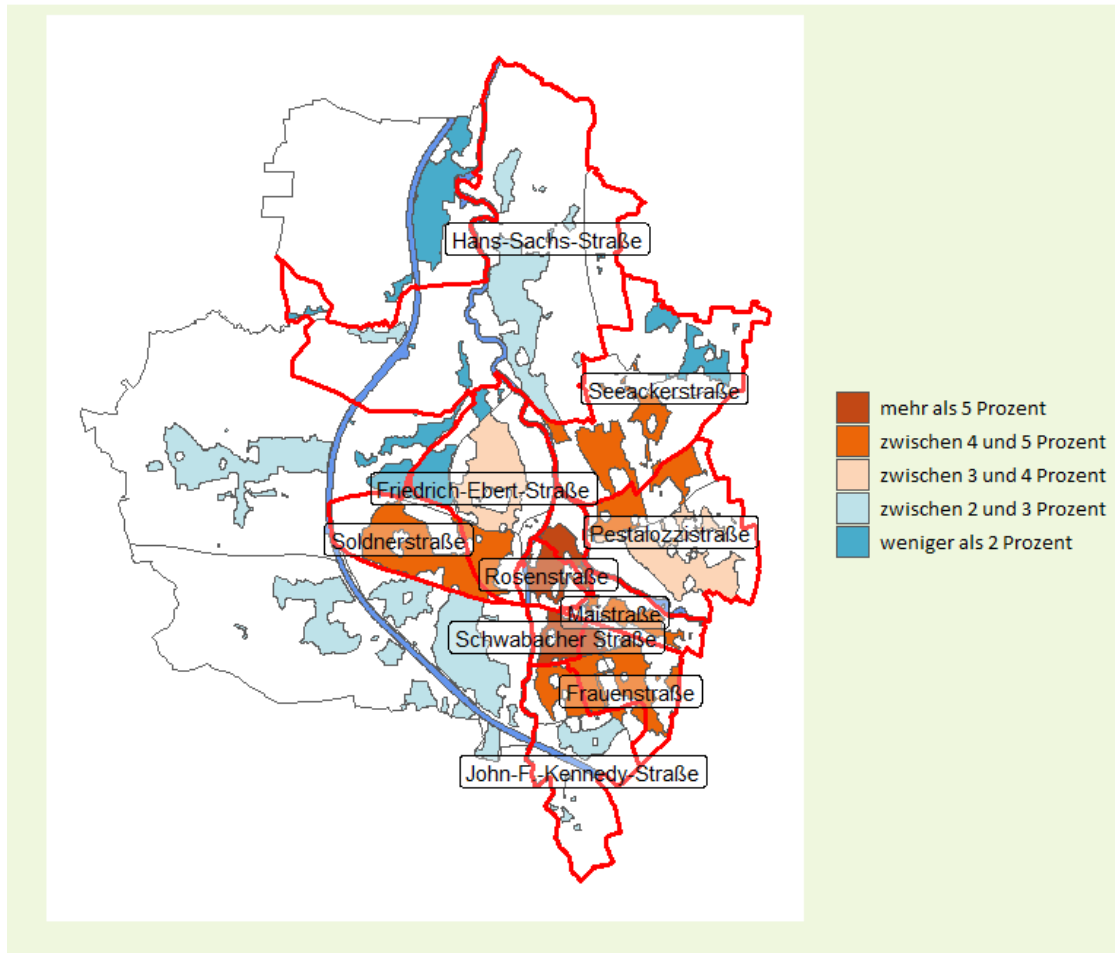 Hans-Sachs-Straße
Seeackerstraße
Friedrich-Ebert-Straße
Soldnerstraße
Pestalozzistraße
Rosenstraße
Maistraße
Schwabacher Straße
Frauenstraße
John-F.-Kennedy-Straße
mehr als 5 Prozent
zwischen 4 und 5 Prozent
zwischen 3 und 4 Prozent
zwischen 2 und 3 Prozent
weniger als 2 Prozent